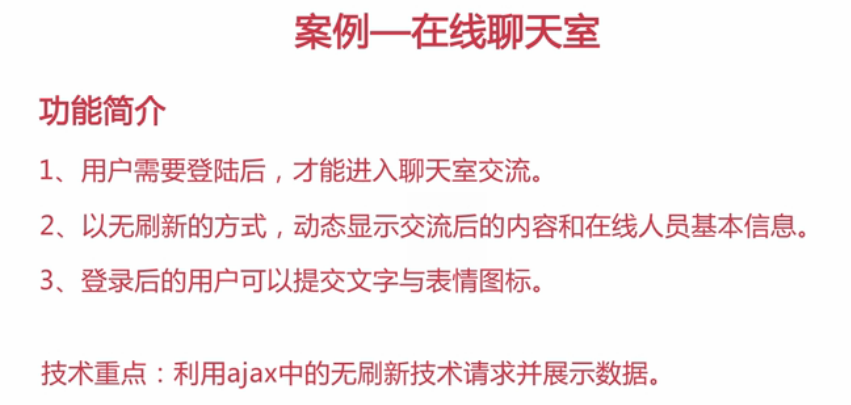 案例—在线聊天室
功能简介
1、用户需要登陆后，才能进入聊天室交流。
2、以无刷新的方式，动态显示交流后的内容和在线人员基本信息。
3、登录后的用户可以提交文字与表情图标。
技术重点：利用ajax中的无刷新技术请求并展示数据。